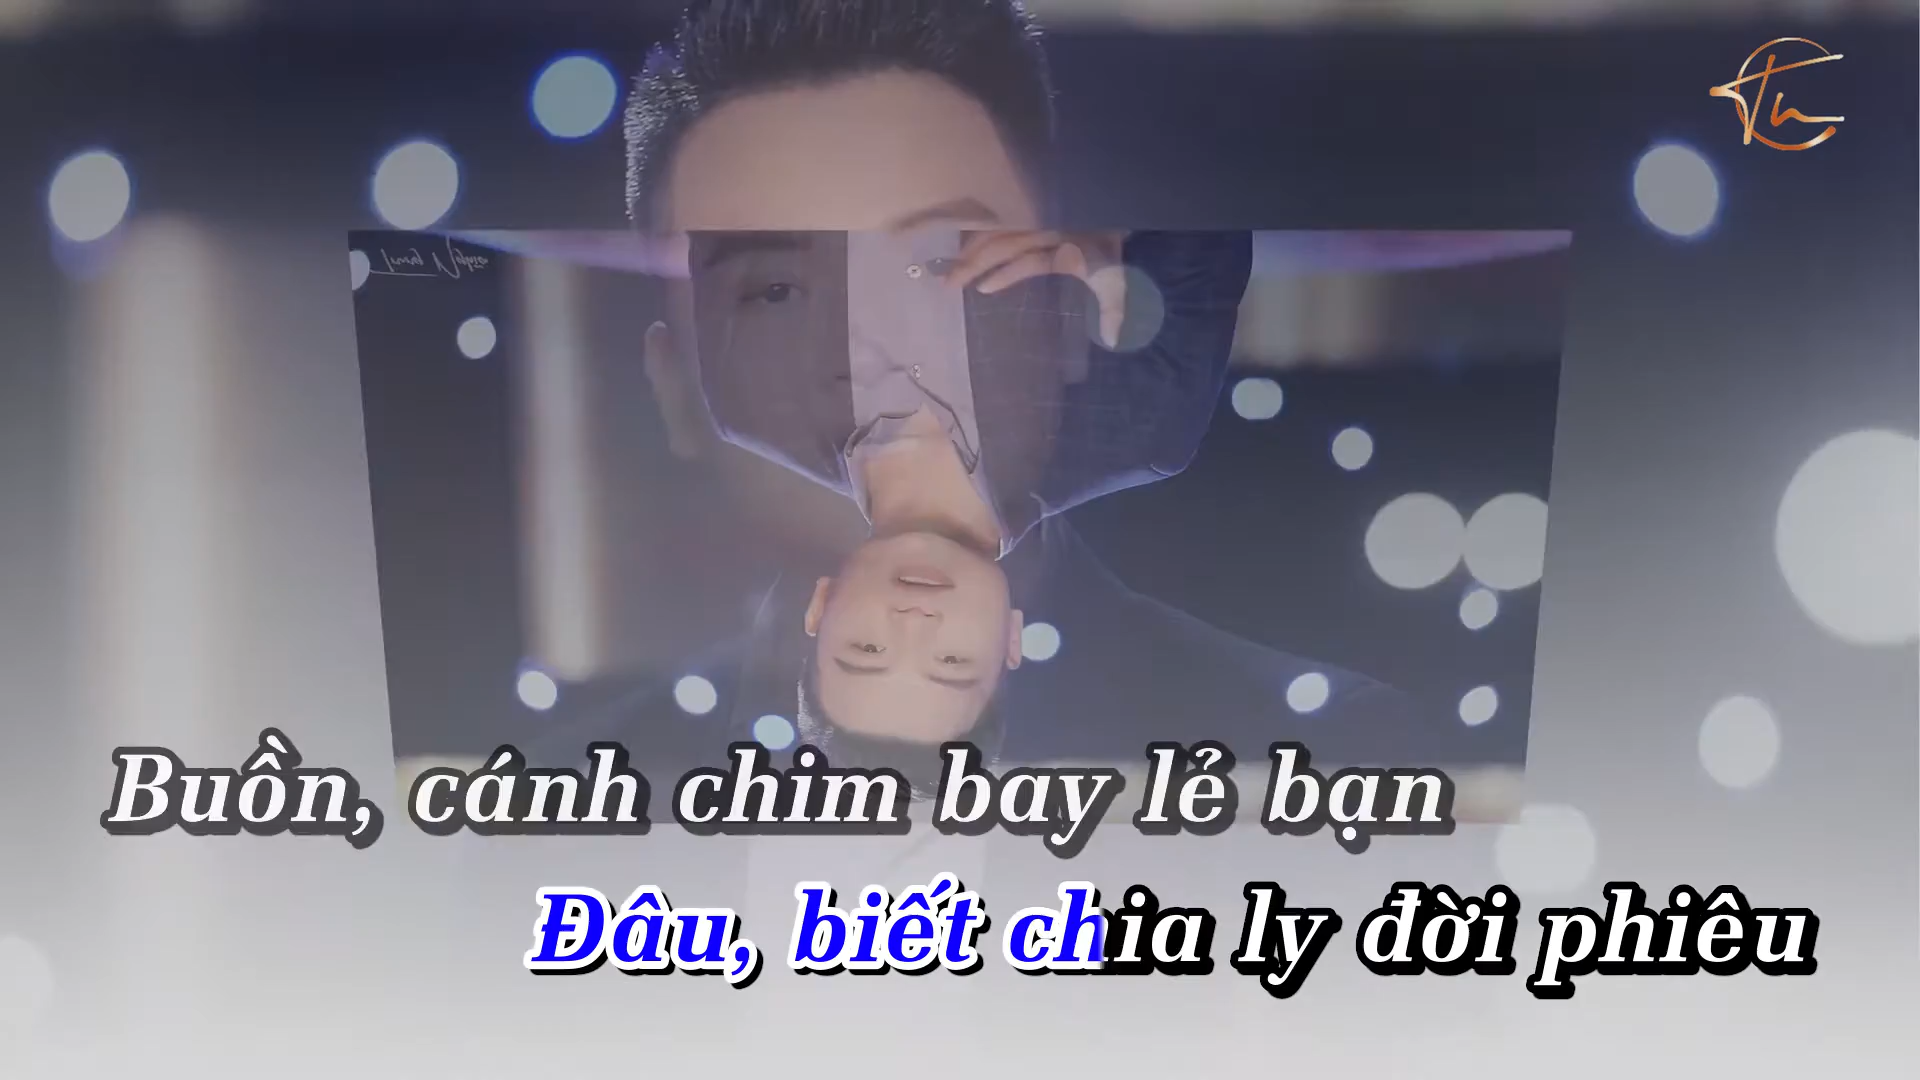 Buồn, cánh chim bay lẻ bạn
Đâu, biết chia ly đời phiêu